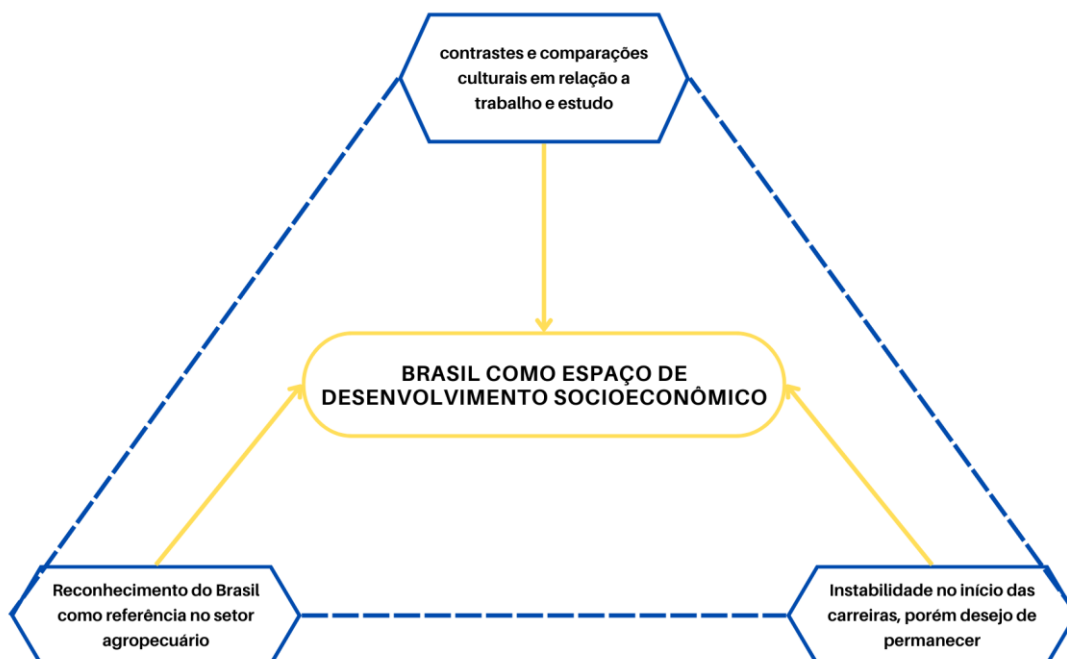 contrastes e comparações
culturais em relação a
trabalho e estudo
BRASIL COMO ESPAÇO DE
DESENVOLVIMENTO SOCIOECONÔMICO
Reconhecimento do Brasil
como referência no setor
agropecuário
Instabilidade no início das
carreiras, porém desejo de
permanecer